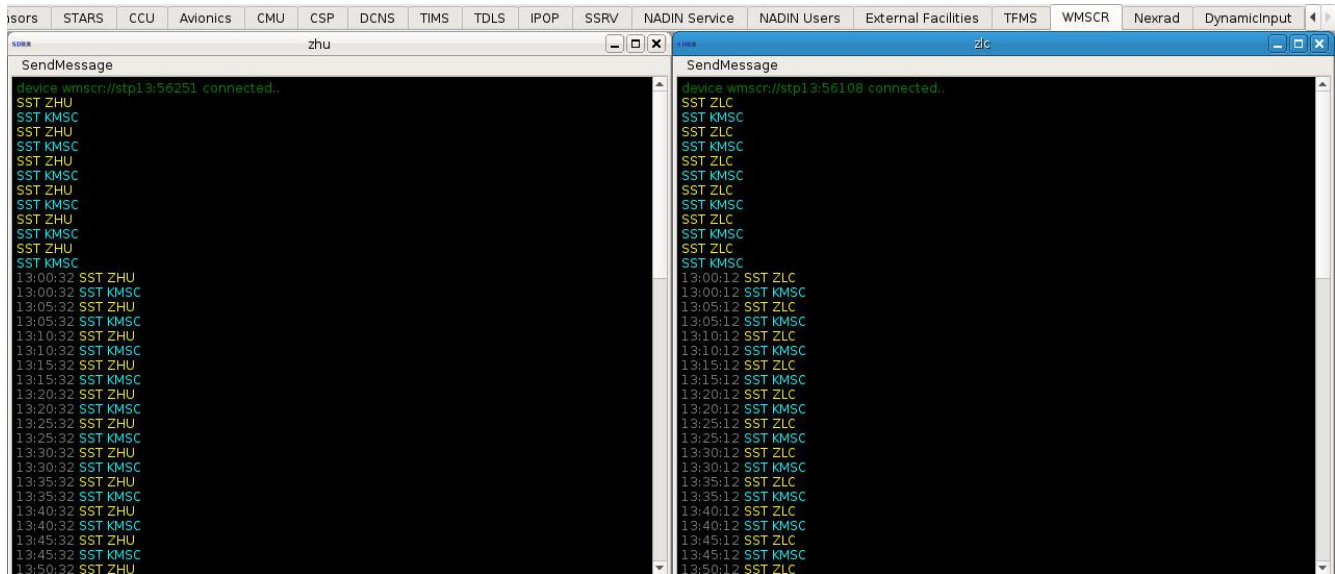 sors STARS CCU Avionics CMU CSP DCNS TIMS TDLS IPOP SSRV NADIN Service NADIN Users External Facilities TFMS WMSCR Nexrad DynamicInput
SDRR zhu
SendMessage
device wmscr://stp13:56251 connected..
SST ZHU
SST KMSC
SST ZHU
SST KMSC
SST ZHU
SST KMSC
SST ZHU
SST KMSC
SST ZHU
SST KMSC
SST ZHU
SST KMSC
13:00:32 SST ZHU
13:00:32 SST KMSC
13:05:32 SST ZHU
13:05:32 SST KMSC
13:10:32 SST ZHU
13:10:32 SST KMSC
13:15:32 SST ZHU
13:15:32 SST KMSC
13:20:32 SST ZHU
13:20:32 SST KMSC
13:25:32 SST ZHU
13:25:32 SST KMSC
13:30:32 SST ZHU
13:30:32 SST KMSC
13:35:32 SST ZHU
13:35:32 SST KMSC
13:40:32 SST ZHU
13:40:32 SST KMSC
13:45:32 SST ZHU
13:45:32 SST KMSC
13:50:32 SST ZHU
SDRR zlc
SendMessage
device wmscr://stp13:56108 connected..
SST ZLC
SST KMSC
SST ZLC
SST KMSC
SST ZLC
SST KMSC
SST ZLC
SST KMSC
SST ZLC
SST KMSC
SST ZLC
SST KMSC
13:00:12 SST ZLC
13:00:12 SST KMSC
13:05:12 SST ZLC
13:05:12 SST KMSC
13:10:12 SST ZLC
13:10:12 SST KMSC
13:15:12 SST ZLC
13:15:12 SST KMSC
13:20:12 SST ZLC
13:20:12 SST KMSC
13:25:12 SST ZLC
13:25:12 SST KMSC
13:30:12 SST ZLC
13:30:12 SST KMSC
13:35:12 SST ZLC
13:35:12 SST KMSC
13:40:12 SST ZLC
13:40:12 SST KMSC
13:45:12 SST ZLC
13:45:12 SST KMSC
13:50:12 SST ZLC